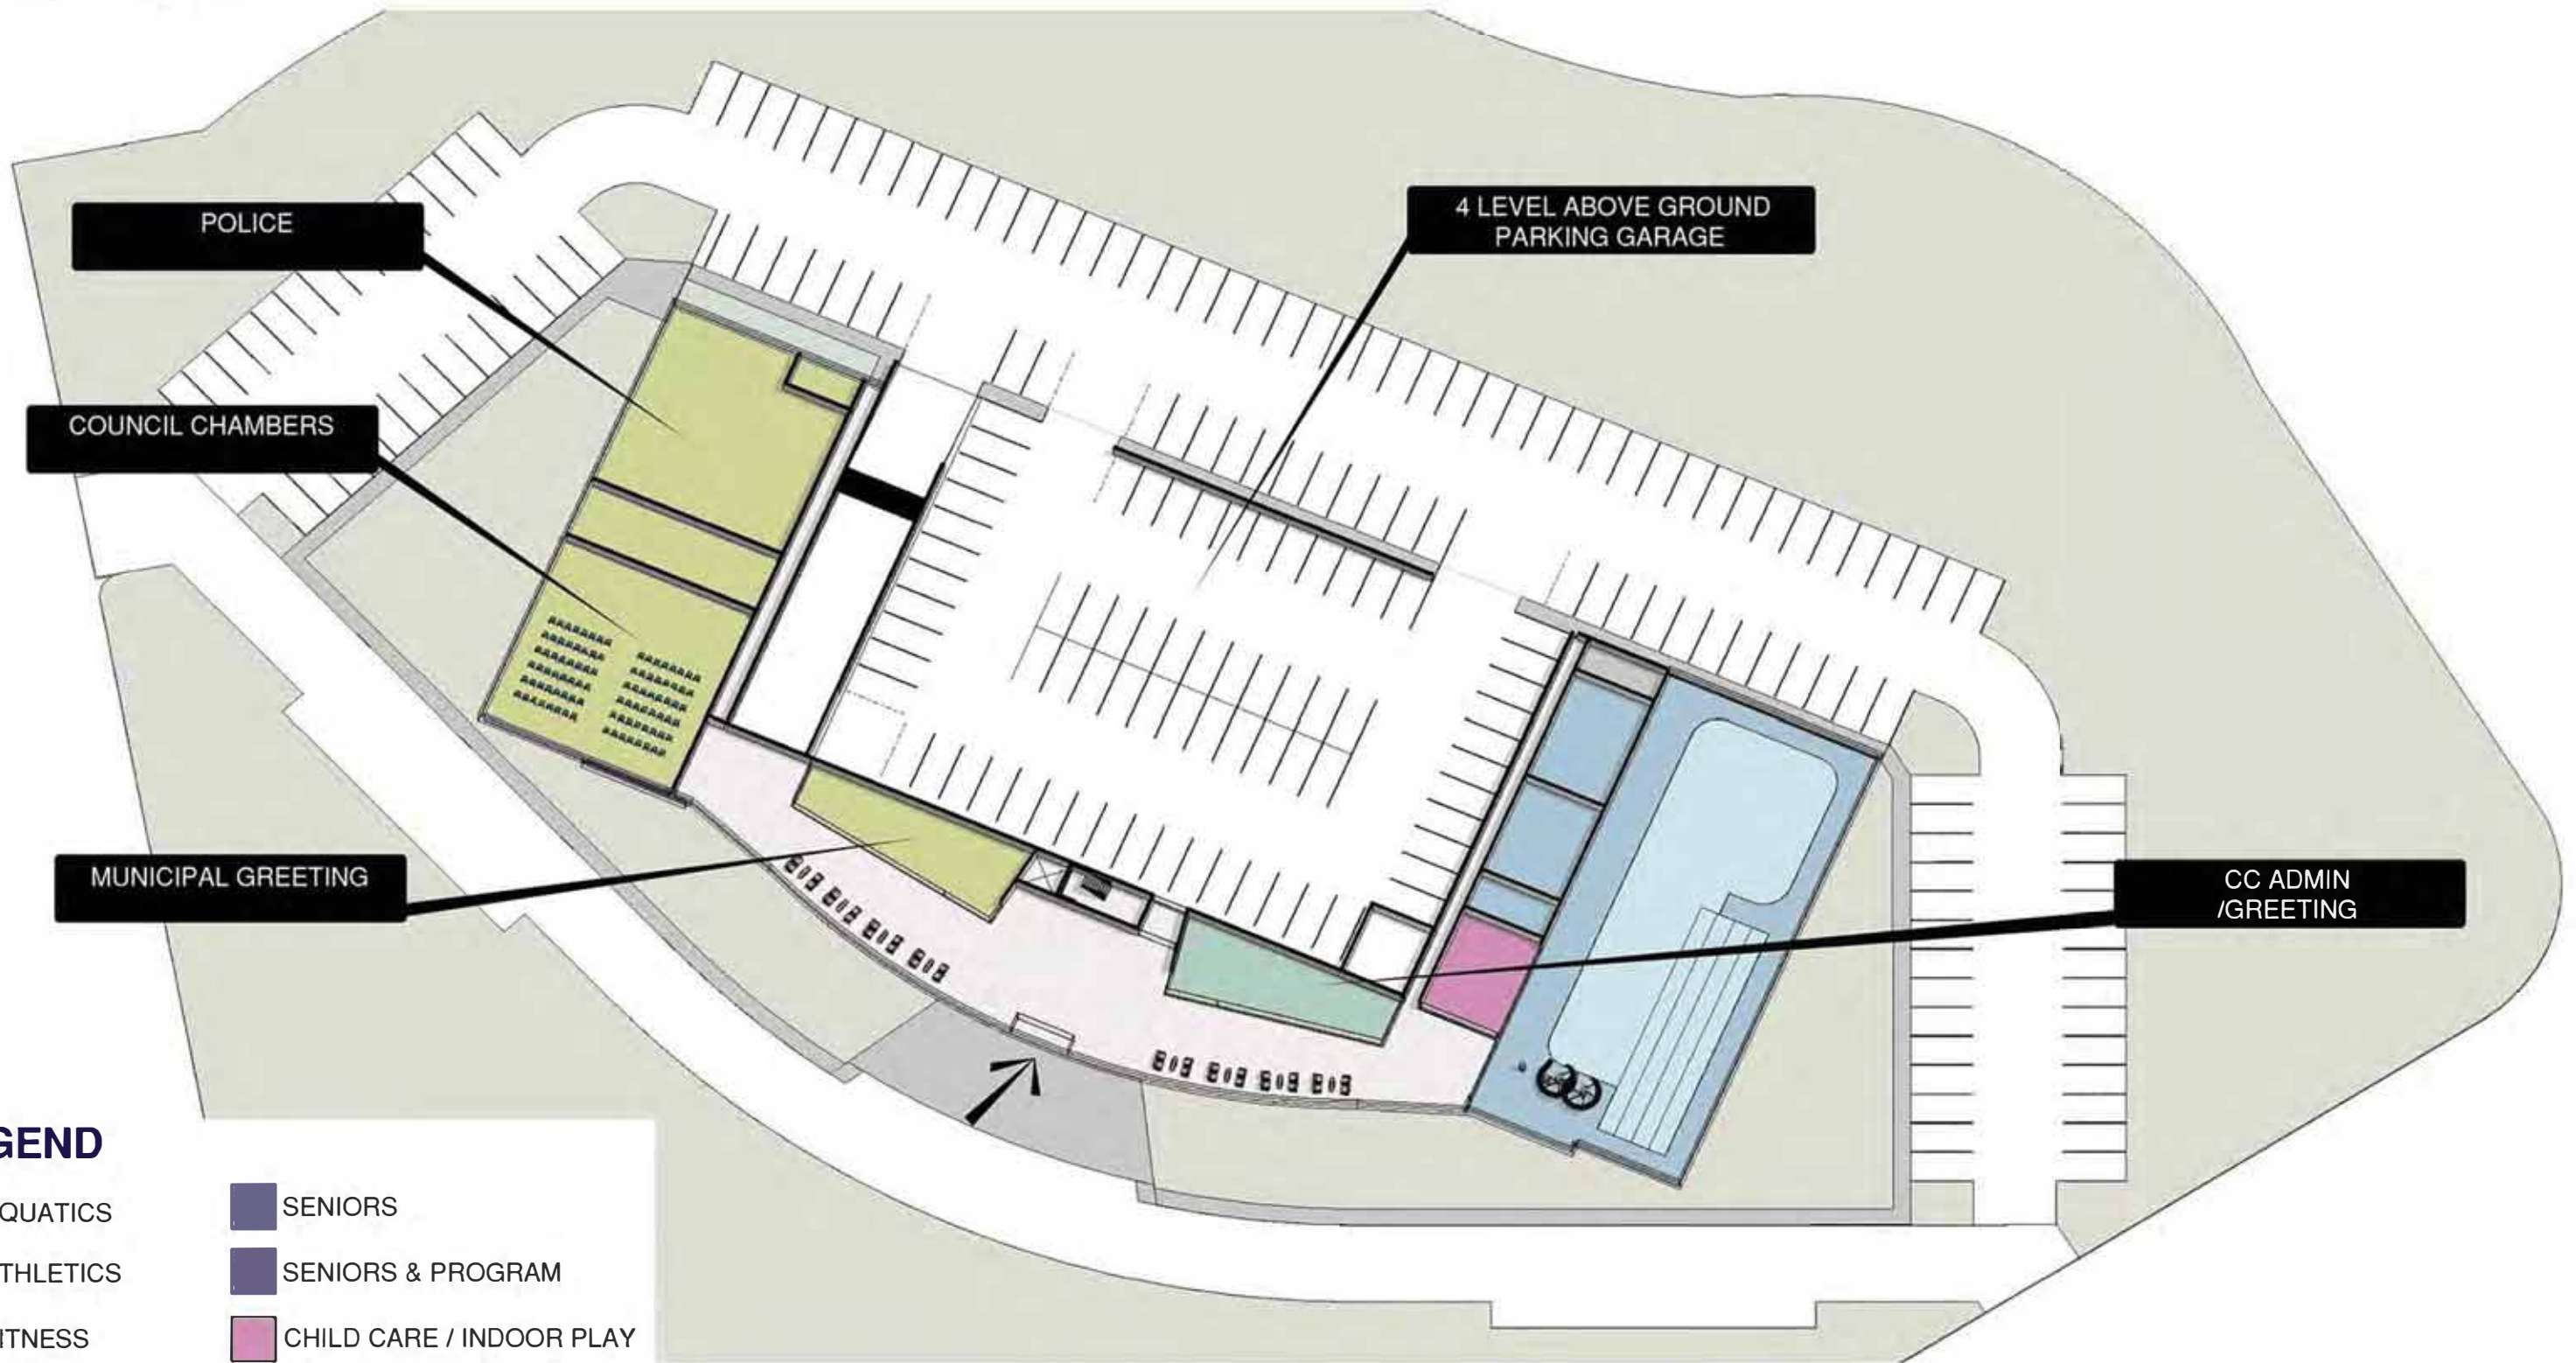 POLICE
4 LEVEL ABOVE GROUND
PARKING GARAGE
COUNCIL CHAMBERS
MUNICIPAL GREETING
CC ADMIN
/GREETING
GEND
QUATICS
SENIORS
THLETICS
SENIORS & PROGRAM
ITNESS
CHILD CARE / INDOOR PLAY